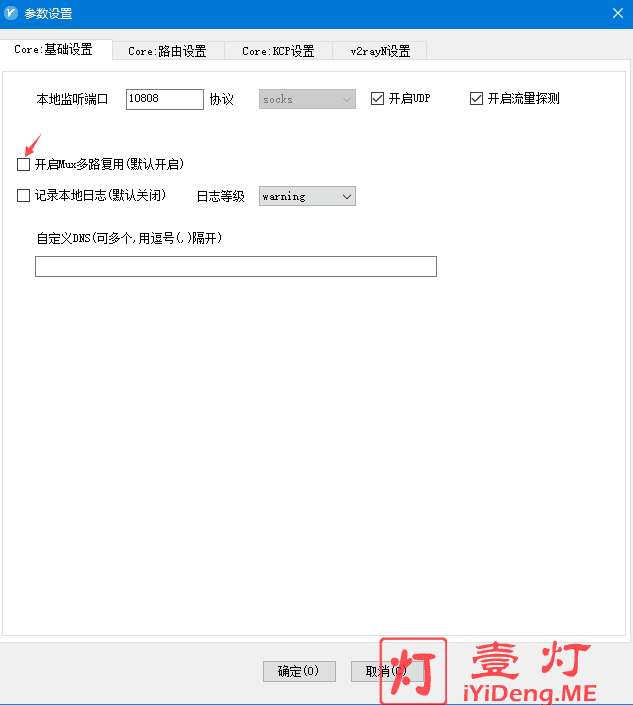 参数设置
Core:基础设置 Core:路由设置 Core:KCP设置 v2rayN设置
本地监听端口 10808 协议 socks 开启UDP 开启流量探测
开启Mux多路复用(默认开启)
记录本地日志(默认关闭) 日志等级 warning
自定义DNS(可多个,用逗号(,)隔开)
确定(O) 取消(C)
灯 壹灯
iYiDeng.ME